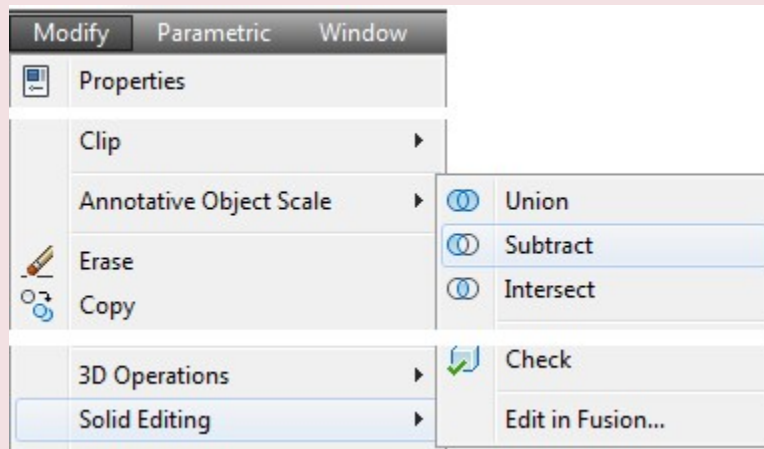 Modify Parametric Window
Properties
Clip
Annotative Object Scale
Erase
Copy
3D Operations
Solid Editing
Union
Subtract
Intersect
Check
Edit in Fusion...